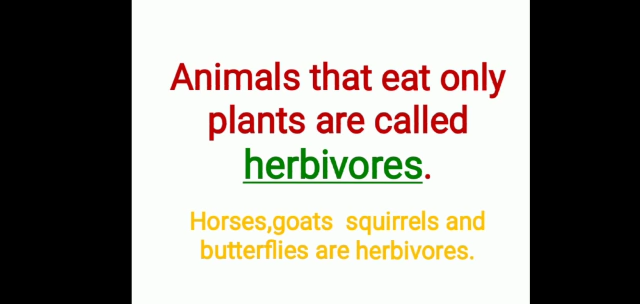 Animals that eat only
plants are called
herbivores.
Horses,goats  squirrels and
butterflies are herbivores.